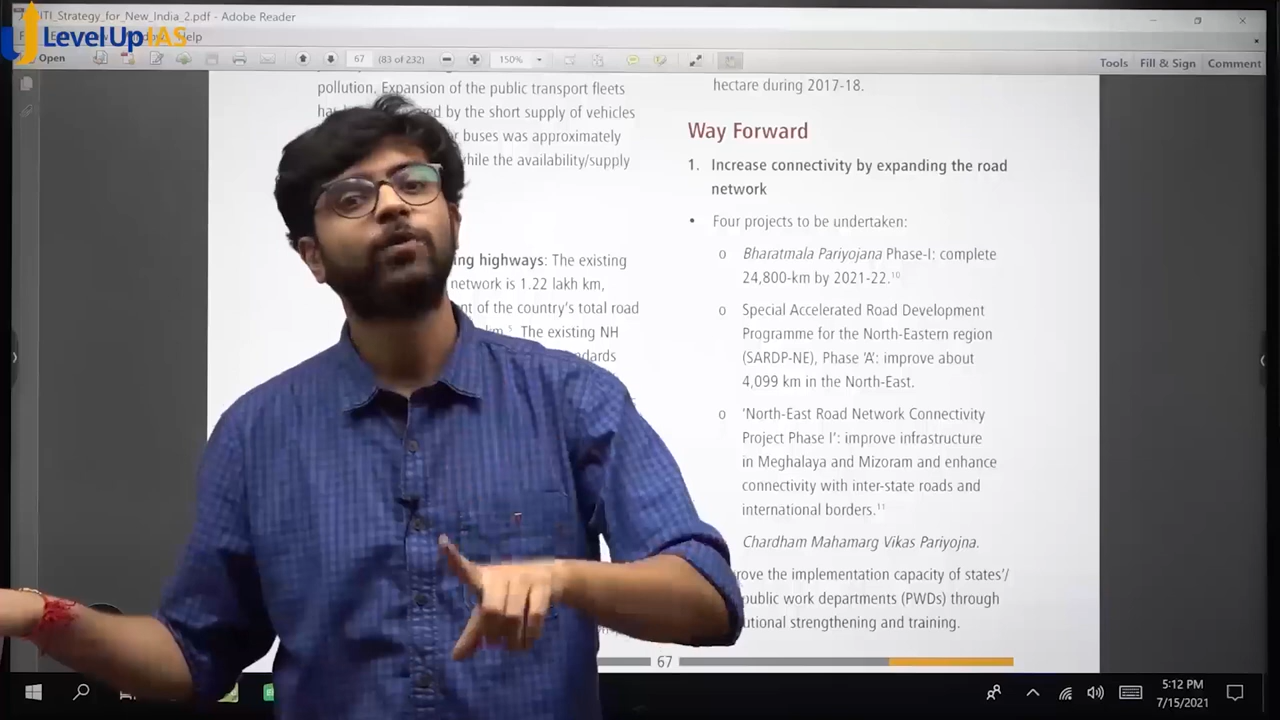 ITI_Strategy_for_New_India_2.pdf - Adobe Reader
LevelUp IAS
Open
67
(83 of 232)
150%
Tools
Fill & Sign
Comment
pollution. Expansion of the public transport fleets
by the short supply of vehicles
buses was approximately
while the availability/supply
highways: The existing
network is 1.22 lakh km,
of the country's total road
km.5 The existing NH
hectare during 2017-18.
Way Forward
1. Increase connectivity by expanding the road
network
• Four projects to be undertaken:
o Bharatmala Pariyojana Phase-I: complete
24,800-km by 2021-22.10
o Special Accelerated Road Development
Programme for the North-Eastern region
(SARDP-NE), Phase 'A': improve about
4,099 km in the North-East.
o 'North-East Road Network Connectivity
Project Phase I': improve infrastructure
in Meghalaya and Mizoram and enhance
connectivity with inter-state roads and
international borders.11
Chardham Mahamarg Vikas Pariyojna.
the implementation capacity of states'/
public work departments (PWDs) through
strengthening and training.
67
5:12 PM
7/15/2021